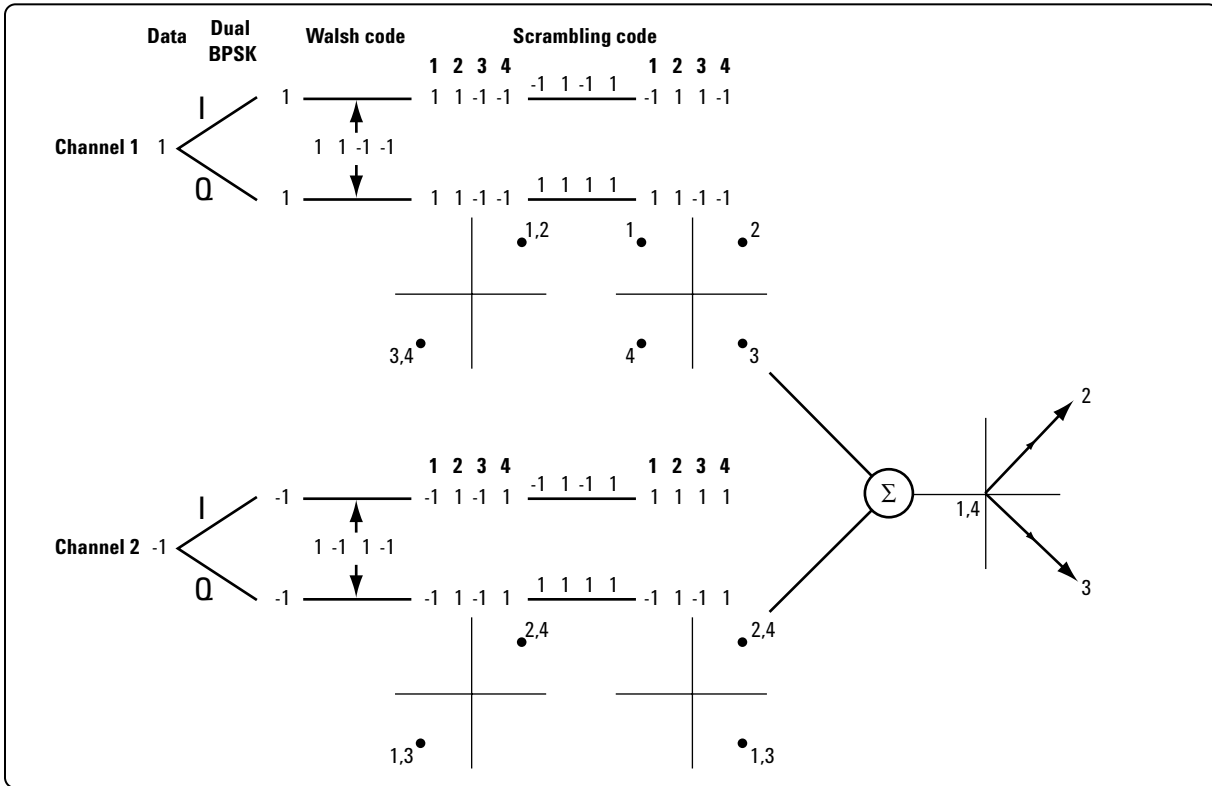 Data Dual BPSK Walsh code Scrambling code
1 2 3 4 1 2 3 4
-1 1 -1 1
I 1 1 1 -1 -1 -1 1 1 -1
Channel 1 1 1 1 -1 -1
1 1 1 1
Q 1 1 1 -1 -1 1 1 -1 -1
1,2 1 2
3,4 4 3
2
1 2 3 4 1 2 3 4
-1 1 -1 1
I -1 -1 1 -1 1 1 1 1 1
Σ
1,4
Channel 2 -1 1 -1 1 -1
3
1 1 1 1
Q -1 -1 1 -1 1 -1 1 -1 1
2,4 2,4
1,3 1,3